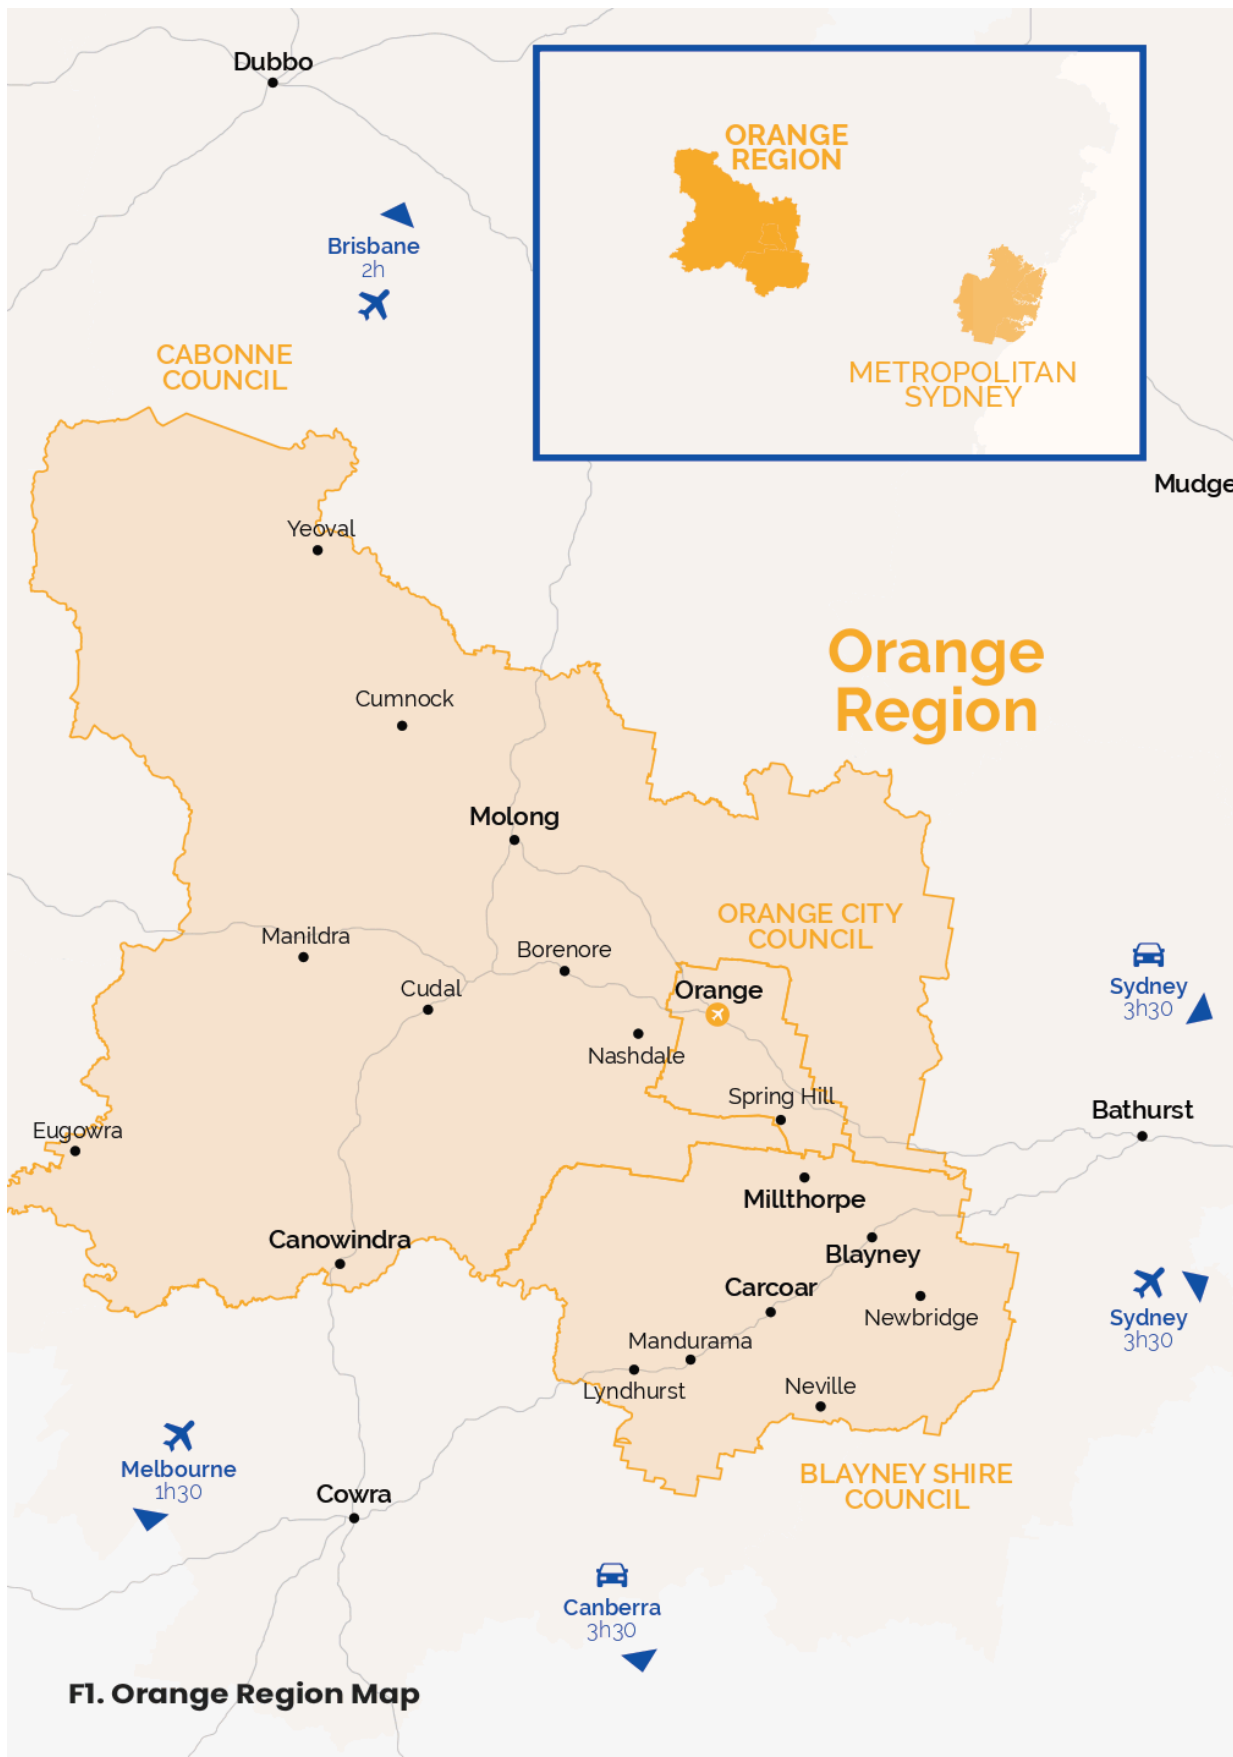 Dubbo
ORANGE
REGION
Brisbane
2h
METROPOLITAN
SYDNEY
CABONNE
COUNCIL
Mudge
Yeoval
Orange
Region
Cumnock
Molong
ORANGE CITY
COUNCIL
Manildra
Borenore
Cudal
Orange
Sydney
3h30
Nashdale
Spring Hill
Bathurst
Eugowra
Millthorpe
Canowindra
Blayney
Carcoar
Newbridge
Sydney
3h30
Mandurama
Lyndhurst
Neville
Melbourne
1h30
BLAYNEY SHIRE
COUNCIL
Cowra
Canberra
3h30
F1. Orange Region Map